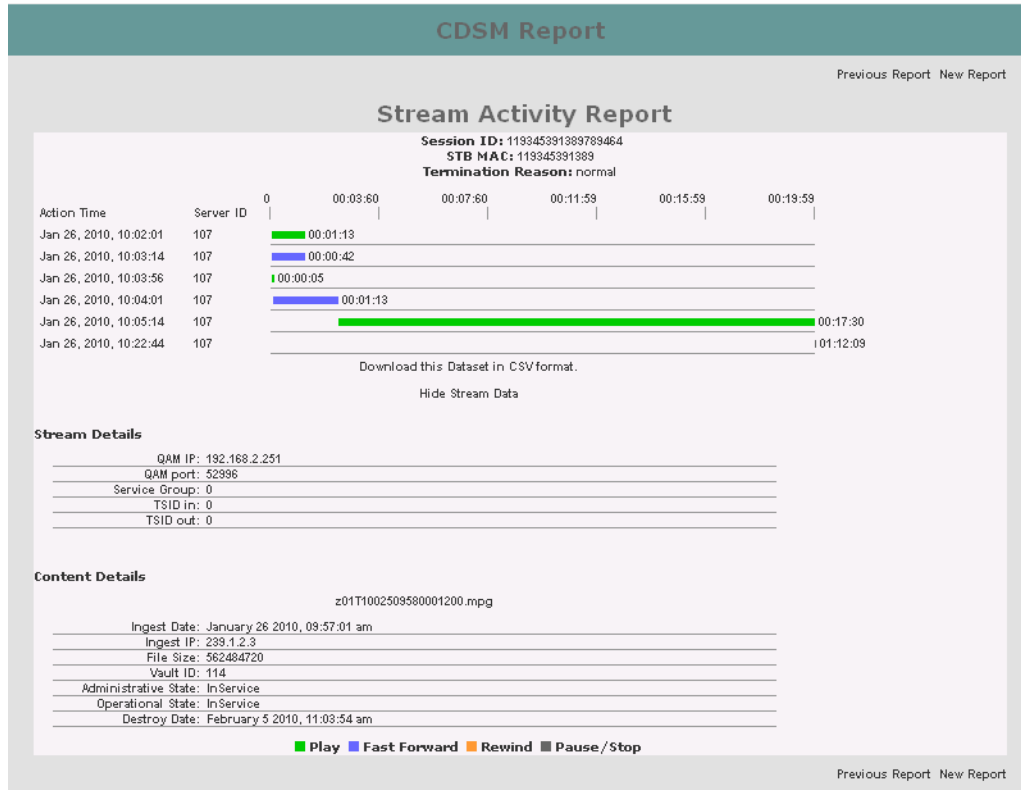 CDSM Report
Previous Report New Report
Stream Activity Report
Session ID: 119345391389789464
STB MAC: 119345391389
Termination Reason: normal
0 00:03:60 00:07:60 00:11:59 00:15:59 00:19:59
Action Time Server ID
Jan 26, 2010, 10:02:01 107 00:01:13
Jan 26, 2010, 10:03:14 107 00:00:42
Jan 26, 2010, 10:03:56 107 00:00:05
Jan 26, 2010, 10:04:01 107 00:01:13
Jan 26, 2010, 10:05:14 107 00:17:30
Jan 26, 2010, 10:22:44 107 01:12:09
Download this Dataset in CSV format.
Hide Stream Data
Stream Details
QAM IP: 192.168.2.251
QAM port: 52996
Service Group: 0
TSID in: 0
TSID out: 0
Content Details
z01T1002509580001200.mpg
Ingest Date: January 26 2010, 09:57:01 am
Ingest IP: 239.1.2.3
File Size: 562484720
Vault ID: 114
Administrative State: InService
Operational State: InService
Destroy Date: February 5 2010, 11:03:54 am
Play Fast Forward Rewind Pause/Stop
Previous Report New Report